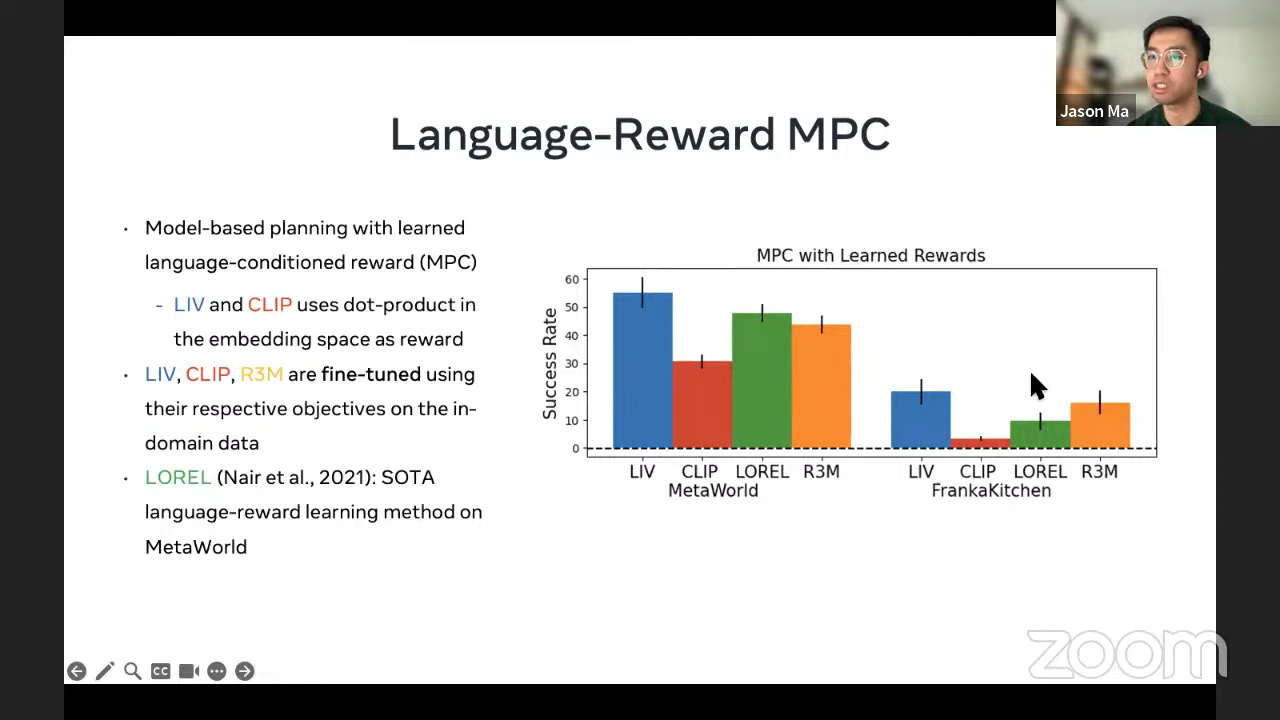 Jason Ma
Language-Reward MPC
· Model-based planning with learned
language-conditioned reward (MPC)
- LIV and CLIP uses dot-product in
the embedding space as reward
· LIV, CLIP, R3M are fine-tuned using
their respective objectives on the in-
domain data
· LOREL (Nair et al., 2021): SOTA
language-reward learning method on
MetaWorld
MPC with Learned Rewards
Success Rate
60
50
40
30
20
10
0
LIV CLIP LOREL R3M LIV CLIP LOREL R3M
MetaWorld FrankaKitchen
CC
zoom